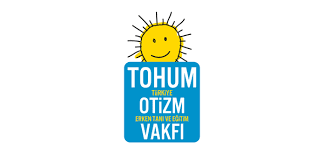 TOHUM
TÜRKİYE
OTİZM
ERKEN TANI VE EĞİTİM
VAKFI